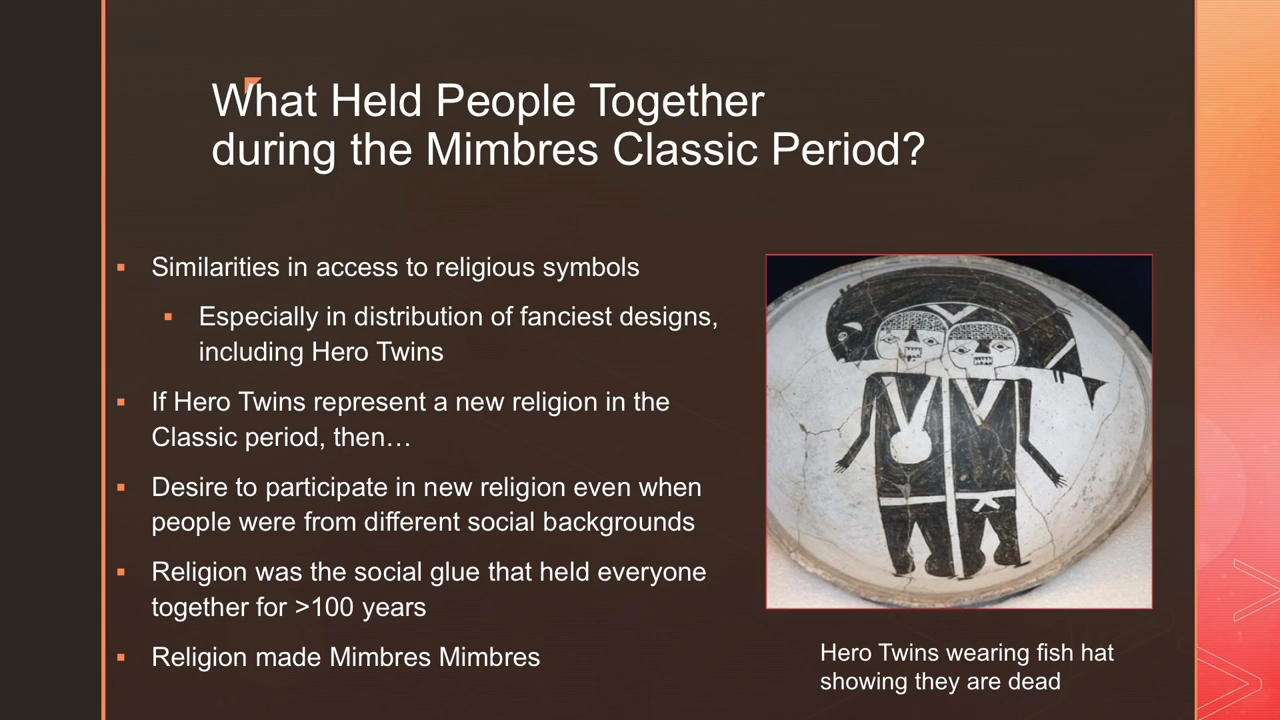 What Held People Together
during the Mimbres Classic Period?
Similarities in access to religious symbols
Especially in distribution of fanciest designs,
including Hero Twins
If Hero Twins represent a new religion in the
Classic period, then…
Desire to participate in new religion even when
people were from different social backgrounds
Religion was the social glue that held everyone
together for >100 years
Religion made Mimbres Mimbres
Hero Twins wearing fish hat
showing they are dead